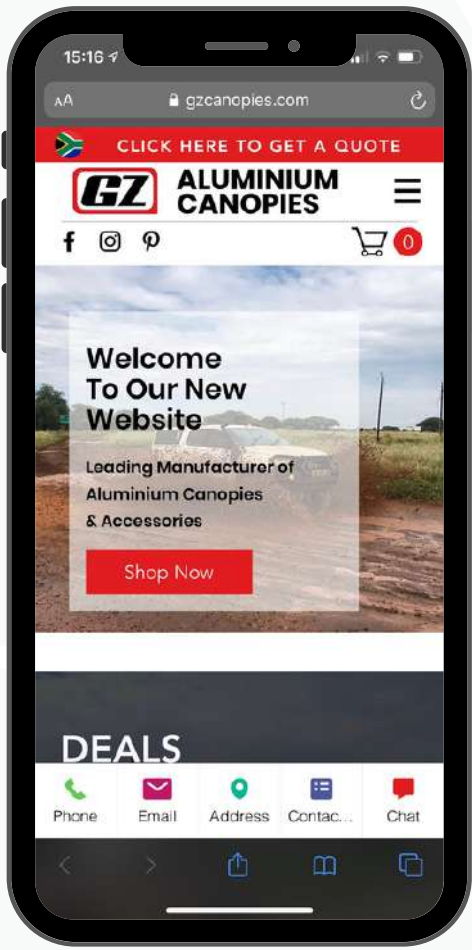 15:16
AA gzcanopies.com
CLICK HERE TO GET A QUOTE
GZ ALUMINIUM
CANOPIES
0
Welcome
To Our New
Website
Leading Manufacturer of
Aluminium Canopies
& Accessories
Shop Now
DEALS
Phone Email Address Contac... Chat